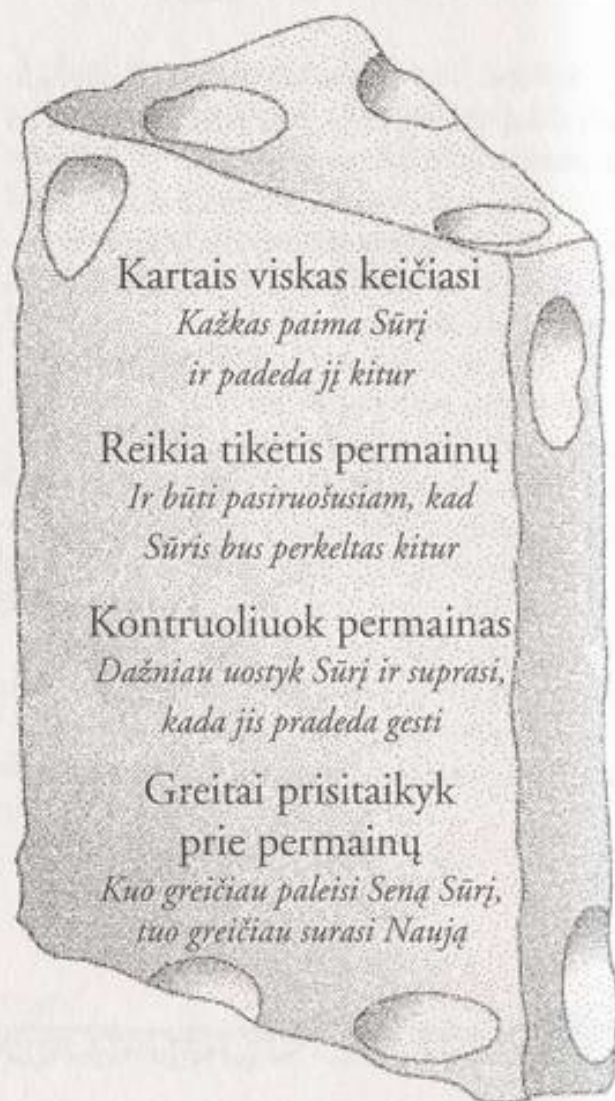 Kartais viskas keičiasi
Kažkas paima Sūrį
ir padeda jį kitur
Reikia tikėtis permainų
Ir būti pasiruošusiam, kad
Sūris bus perkeltas kitur
Kontruoliuok permainas
Dažniau uostyk Sūrį ir suprasi,
kada jis pradeda gesti
Greitai prisitaikyk
prie permainų
Kuo greičiau paleisi Seną Sūrį,
tuo greičiau surasi Naują